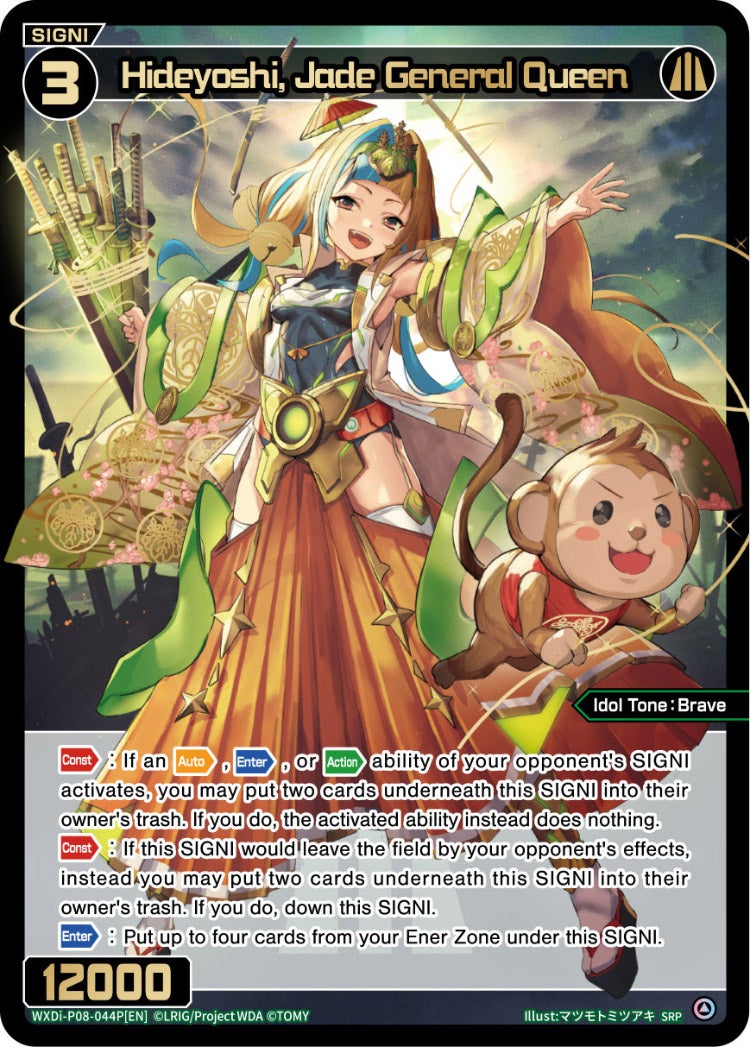 SIGNI
3
Hideyoshi, Jade General Queen
Idol Tone:Brave
Const : If an Auto , Enter , or Action ability of your opponent's SIGNI
activates, you may put two cards underneath this SIGNI into their
owner's trash. If you do, the activated ability instead does nothing.
Const : If this SIGNI would leave the field by your opponent's effects,
instead you may put two cards underneath this SIGNI into their
owner's trash. If you do, down this SIGNI.
Enter : Put up to four cards from your Ener Zone under this SIGNI.
12000
WXDi-P08-044P[EN] ©LRIG/Project WDA ©TOMY
Illust:マツモトミツアキ SRP